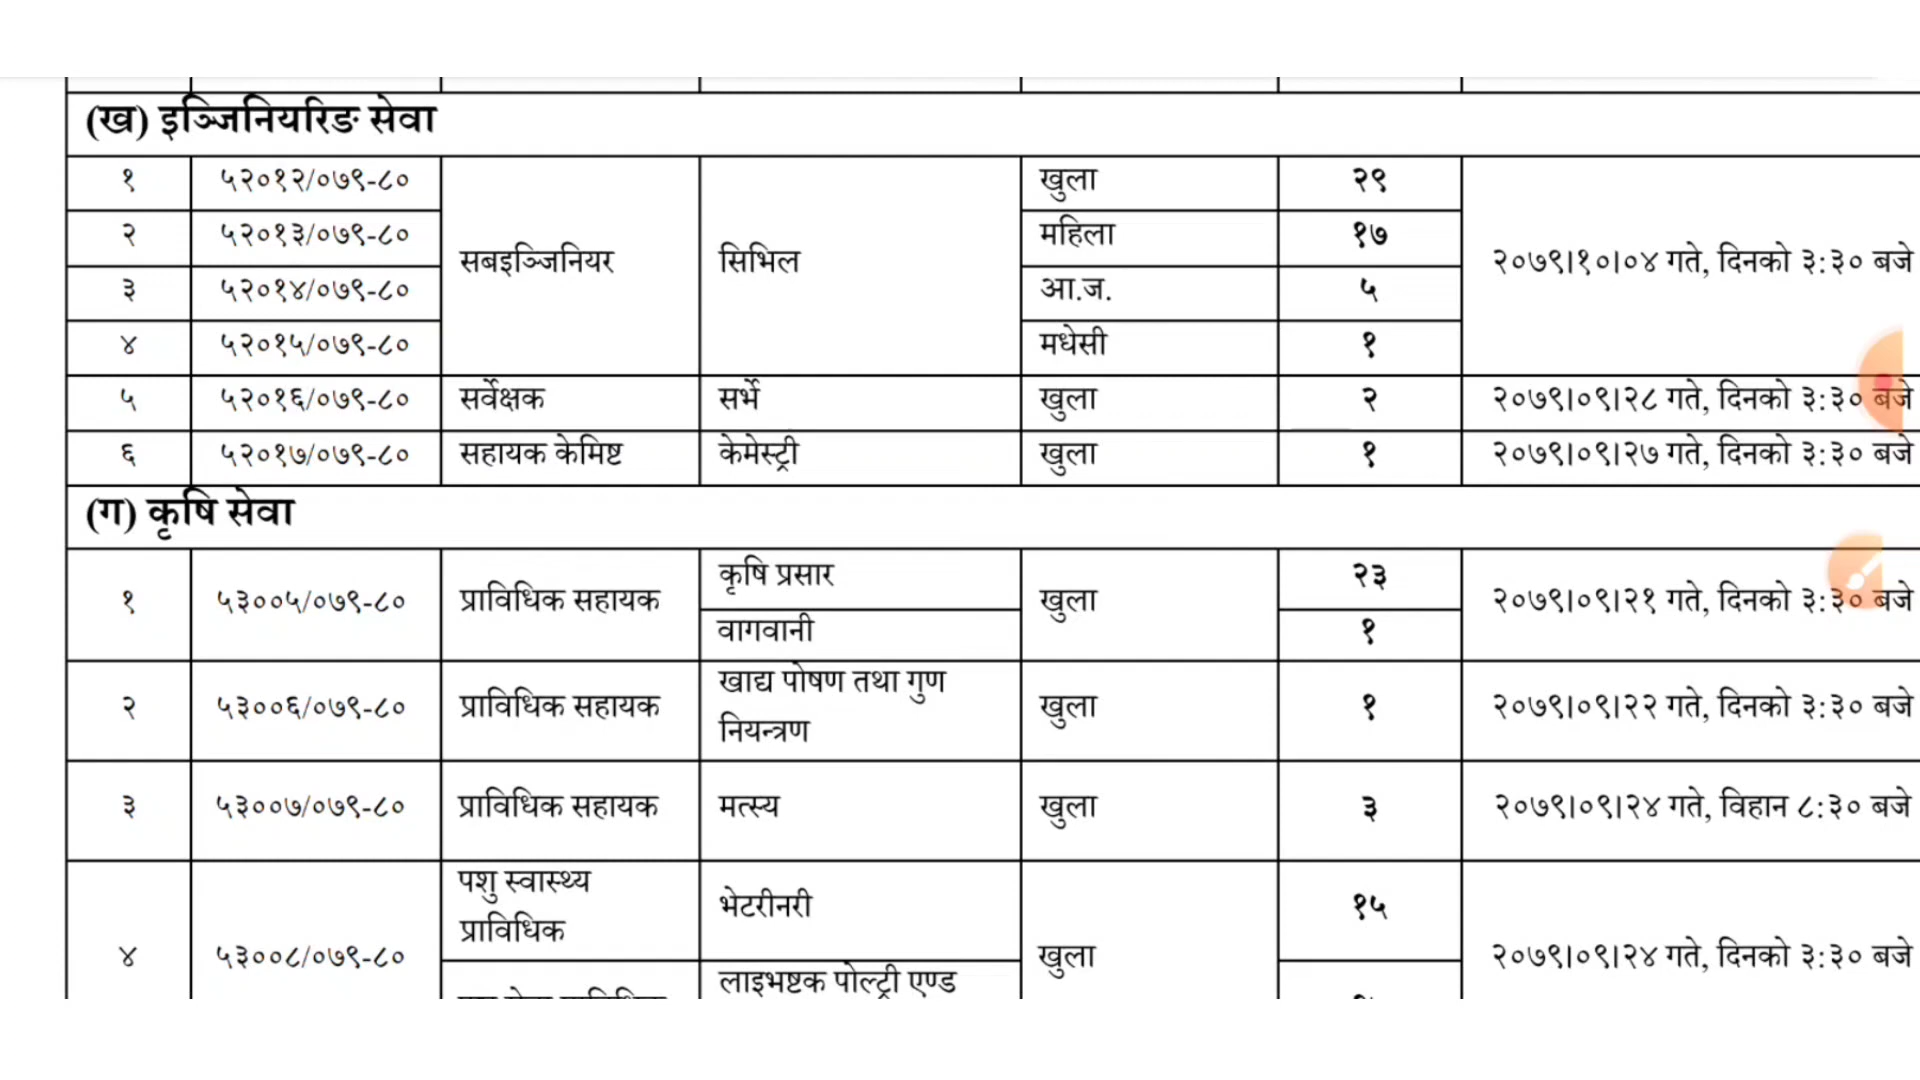 (ख) इञ्जिनियरिङ सेवा
१ ५२०१२/०७९-८० सबइञ्जिनियर सिभिल खुला २९ २०७९।१०।०४ गते, दिनको ३:३० बजे
२ ५२०१३/०७९-८० महिला १७
३ ५२०१४/०७९-८० आ.ज. ५
४ ५२०१५/०७९-८० मधेसी १
५ ५२०१६/०७९-८० सर्वेक्षक सर्भे खुला २ २०७९।०९।२८ गते, दिनको ३:३० बजे
६ ५२०१७/०७९-८० सहायक केमिष्ट केमेस्ट्री खुला १ २०७९।०९।२७ गते, दिनको ३:३० बजे
(ग) कृषि सेवा
१ ५३००५/०७९-८० प्राविधिक सहायक कृषि प्रसार खुला २३ २०७९।०९।२१ गते, दिनको ३:३० बजे
वागवानी १
२ ५३००६/०७९-८० प्राविधिक सहायक खाद्य पोषण तथा गुण
नियन्त्रण खुला १ २०७९।०९।२२ गते, दिनको ३:३० बजे
३ ५३००७/०७९-८० प्राविधिक सहायक मत्स्य खुला ३ २०७९।०९।२४ गते, विहान ८:३० बजे
४ ५३००८/०७९-८० पशु स्वास्थ्य
प्राविधिक भेटरीनरी खुला १५ २०७९।०९।२४ गते, दिनको ३:३० बजे
लाइभष्टक पोल्ट्री एण्ड